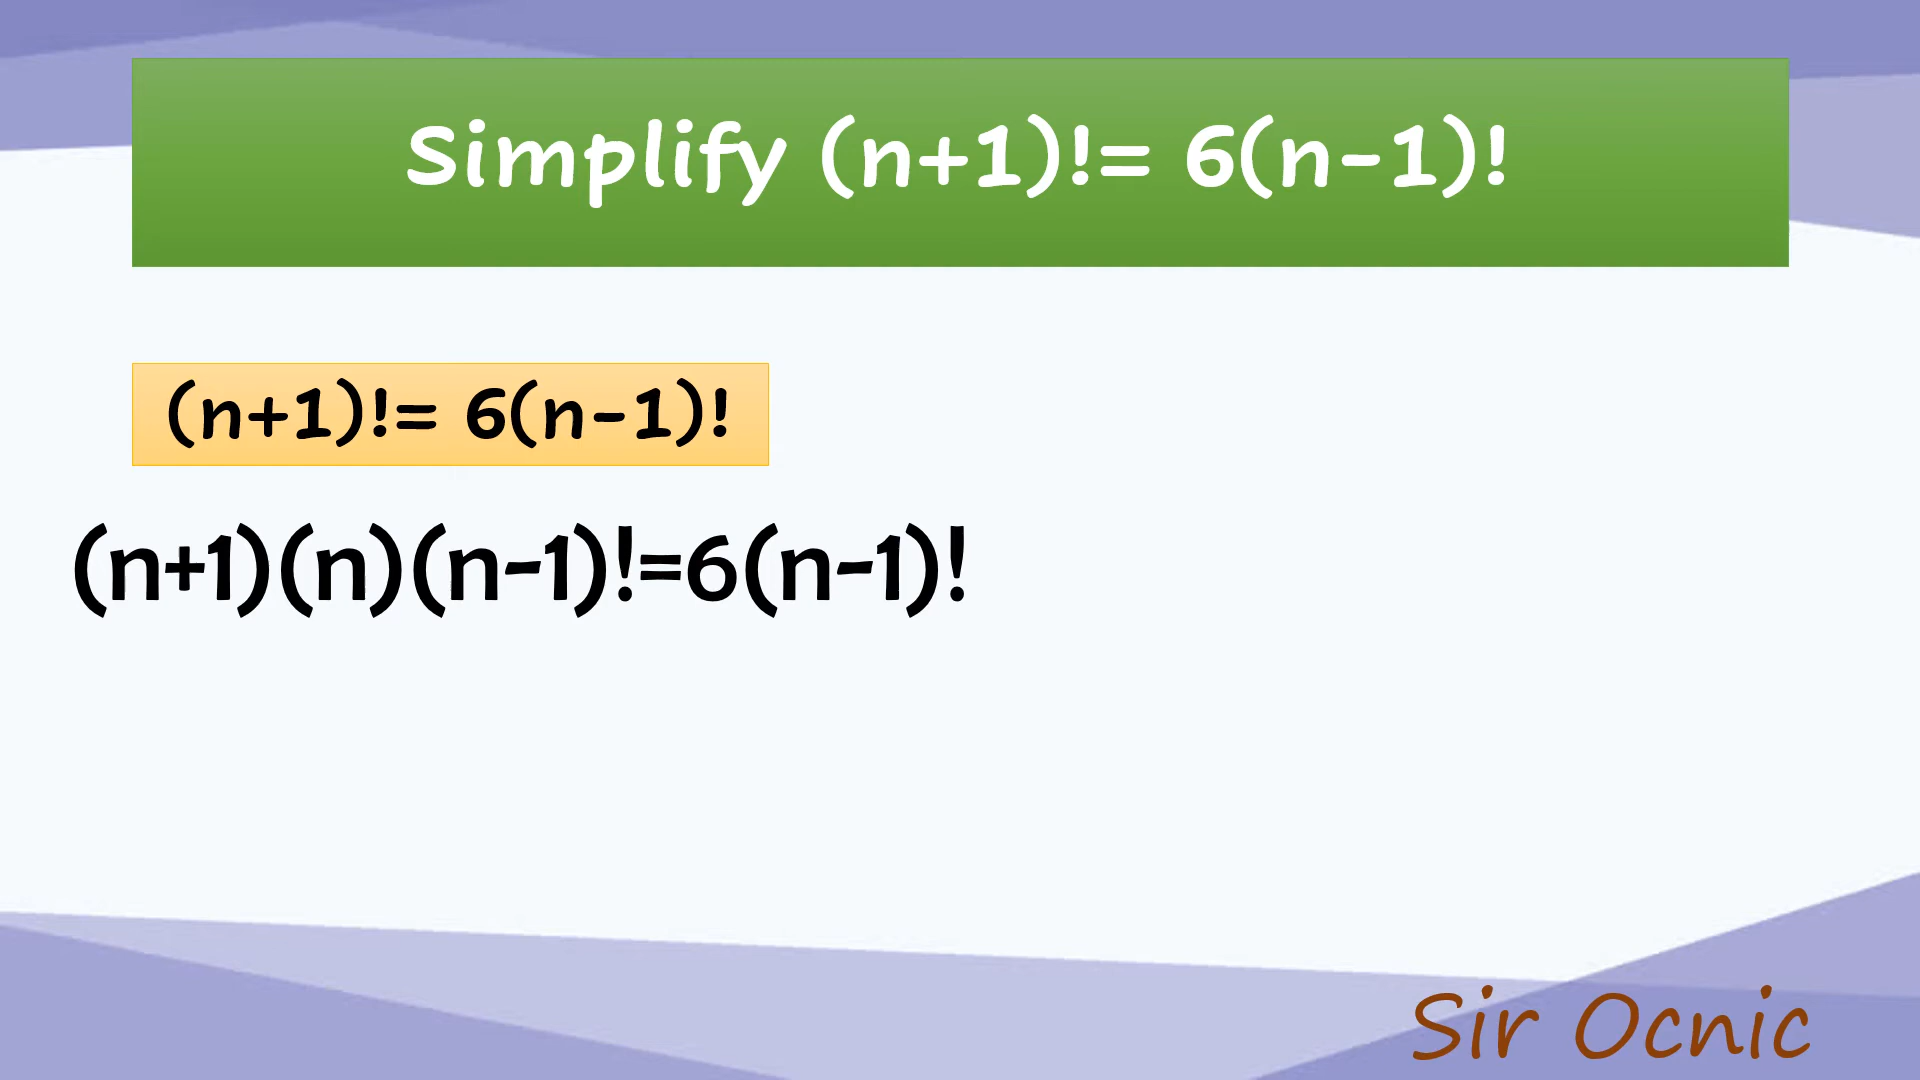 Simplify (n+1)!= 6(n-1)!
(n+1)!= 6(n-1)!
(n+1)(n)(n-1)!=6(n-1)!
Sir Ocnic